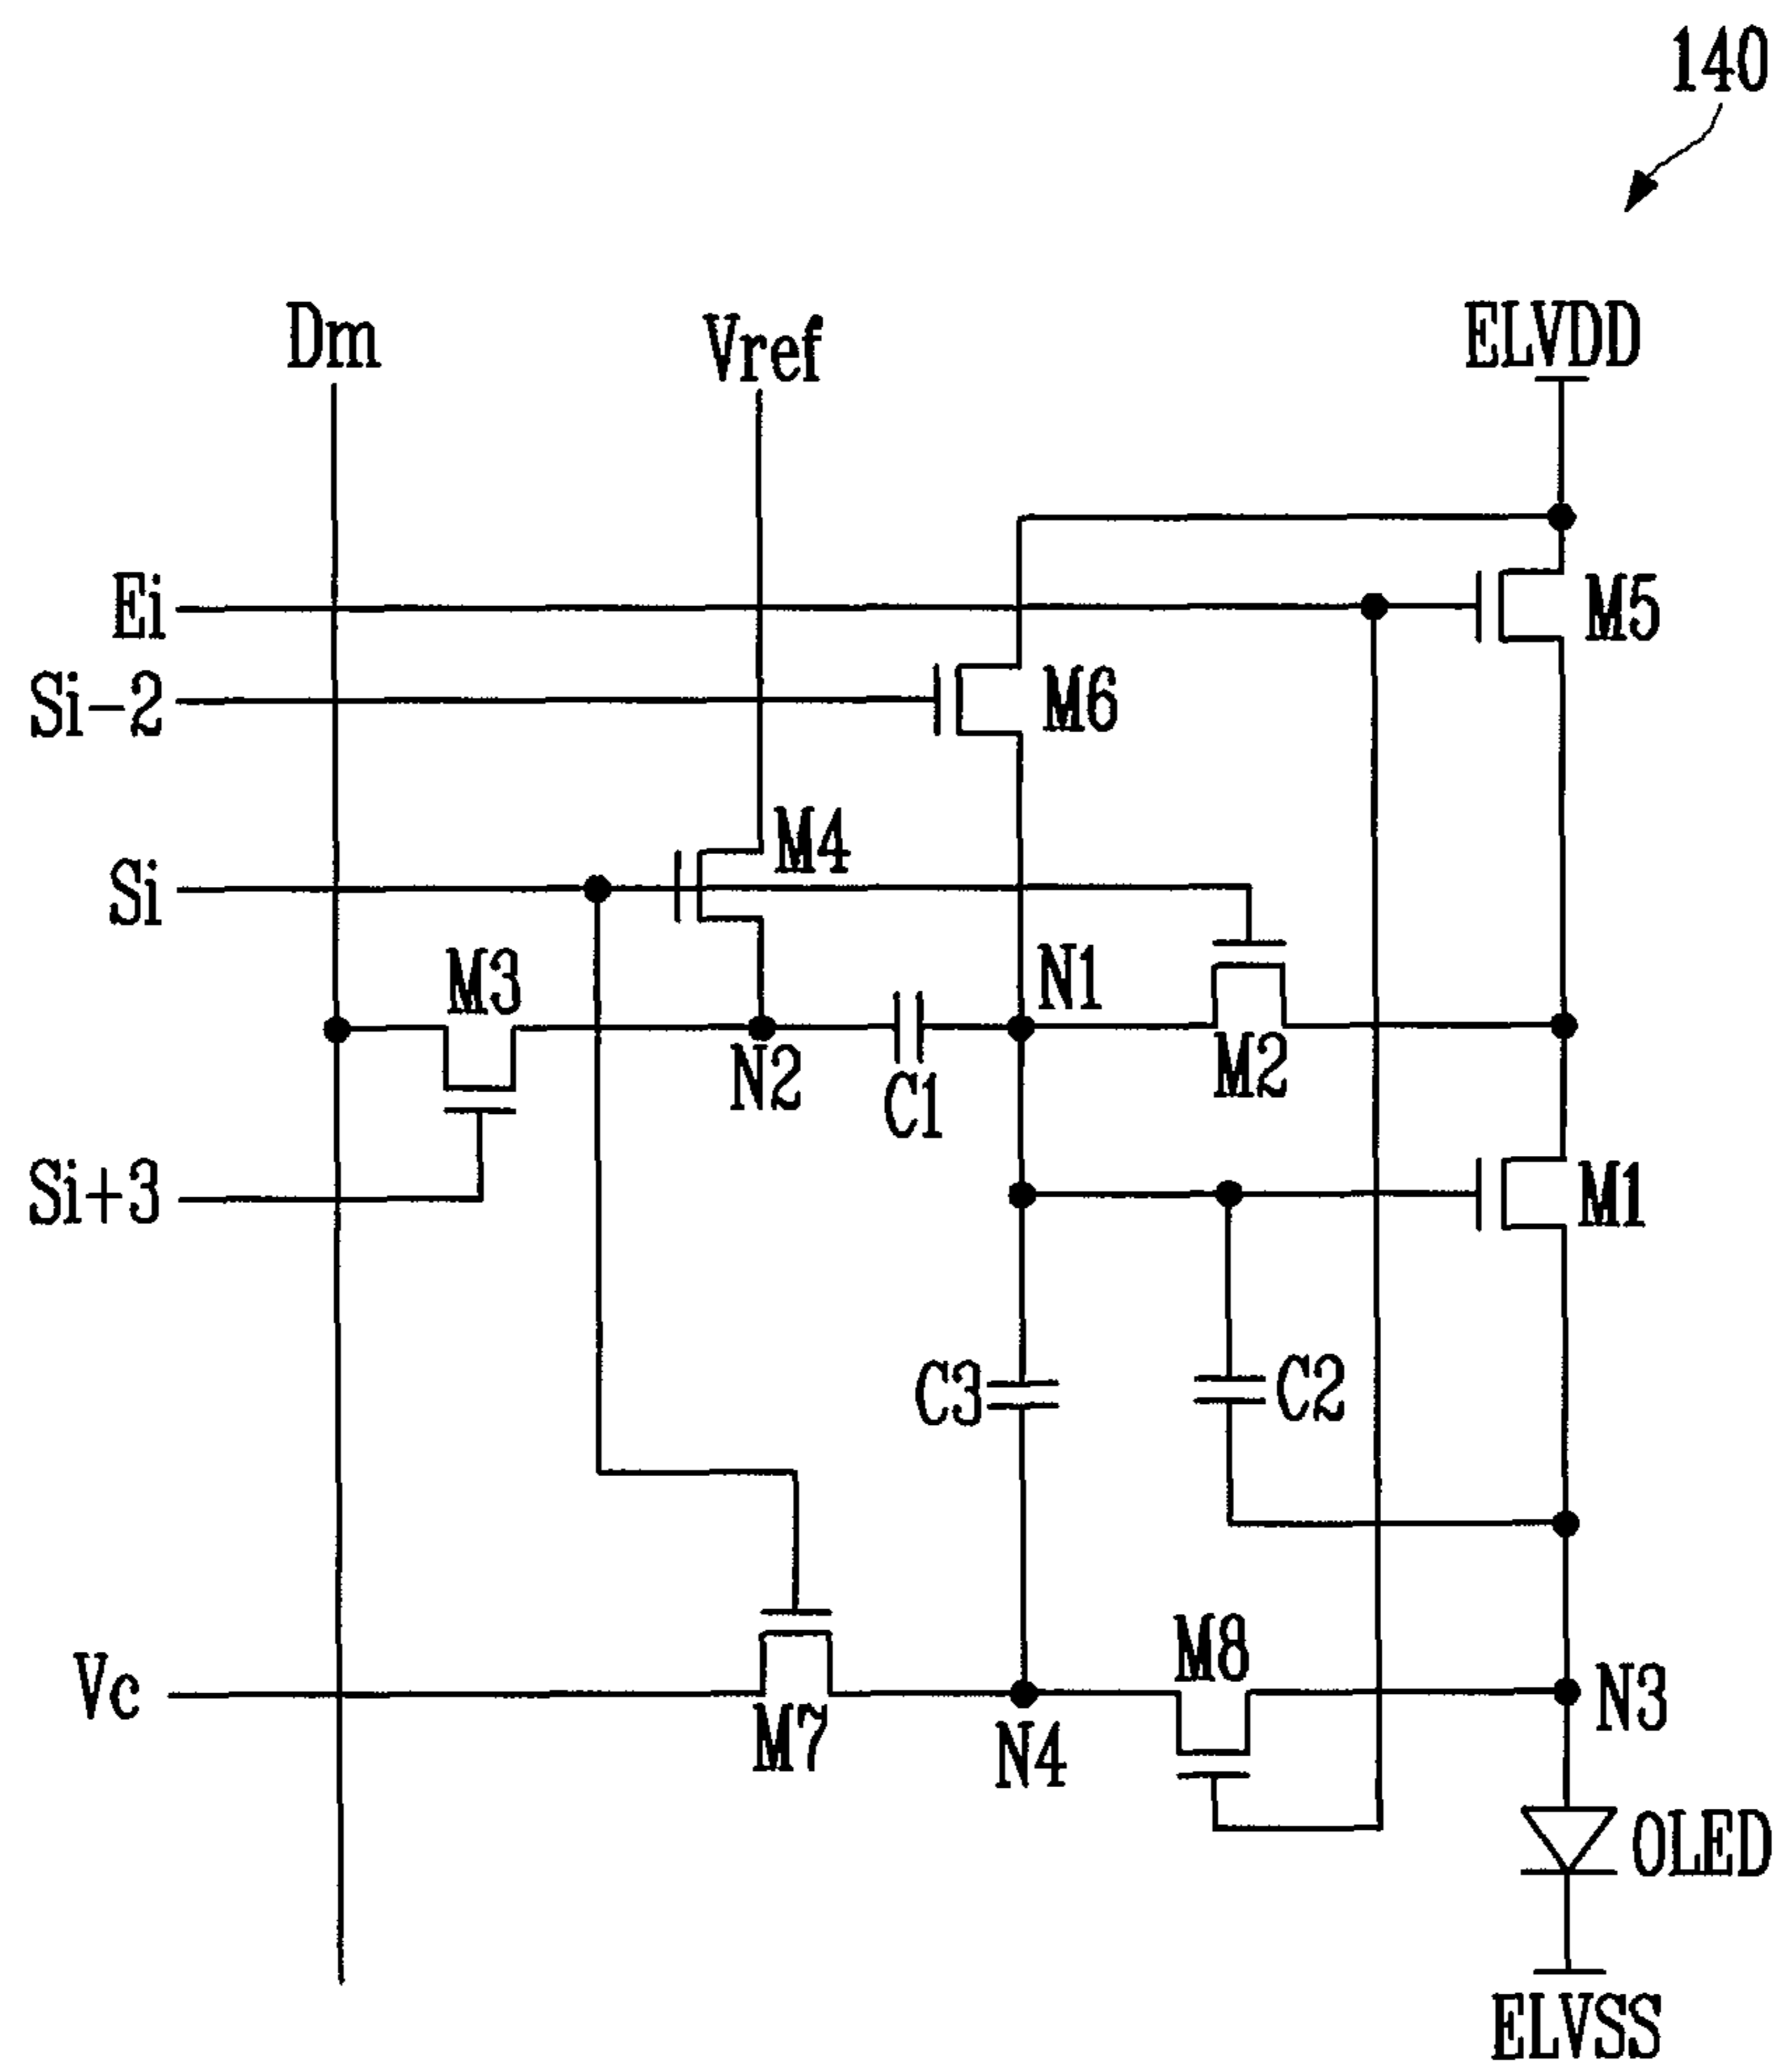 140
Dm
Vref
ELVDD
Ei
M5
Si-2
M6
M4
Si
M3
N1
N2
C1
M2
Si+3
M1
C3
C2
M8
Vc
N3
M7
N4
OLED
ELVSS